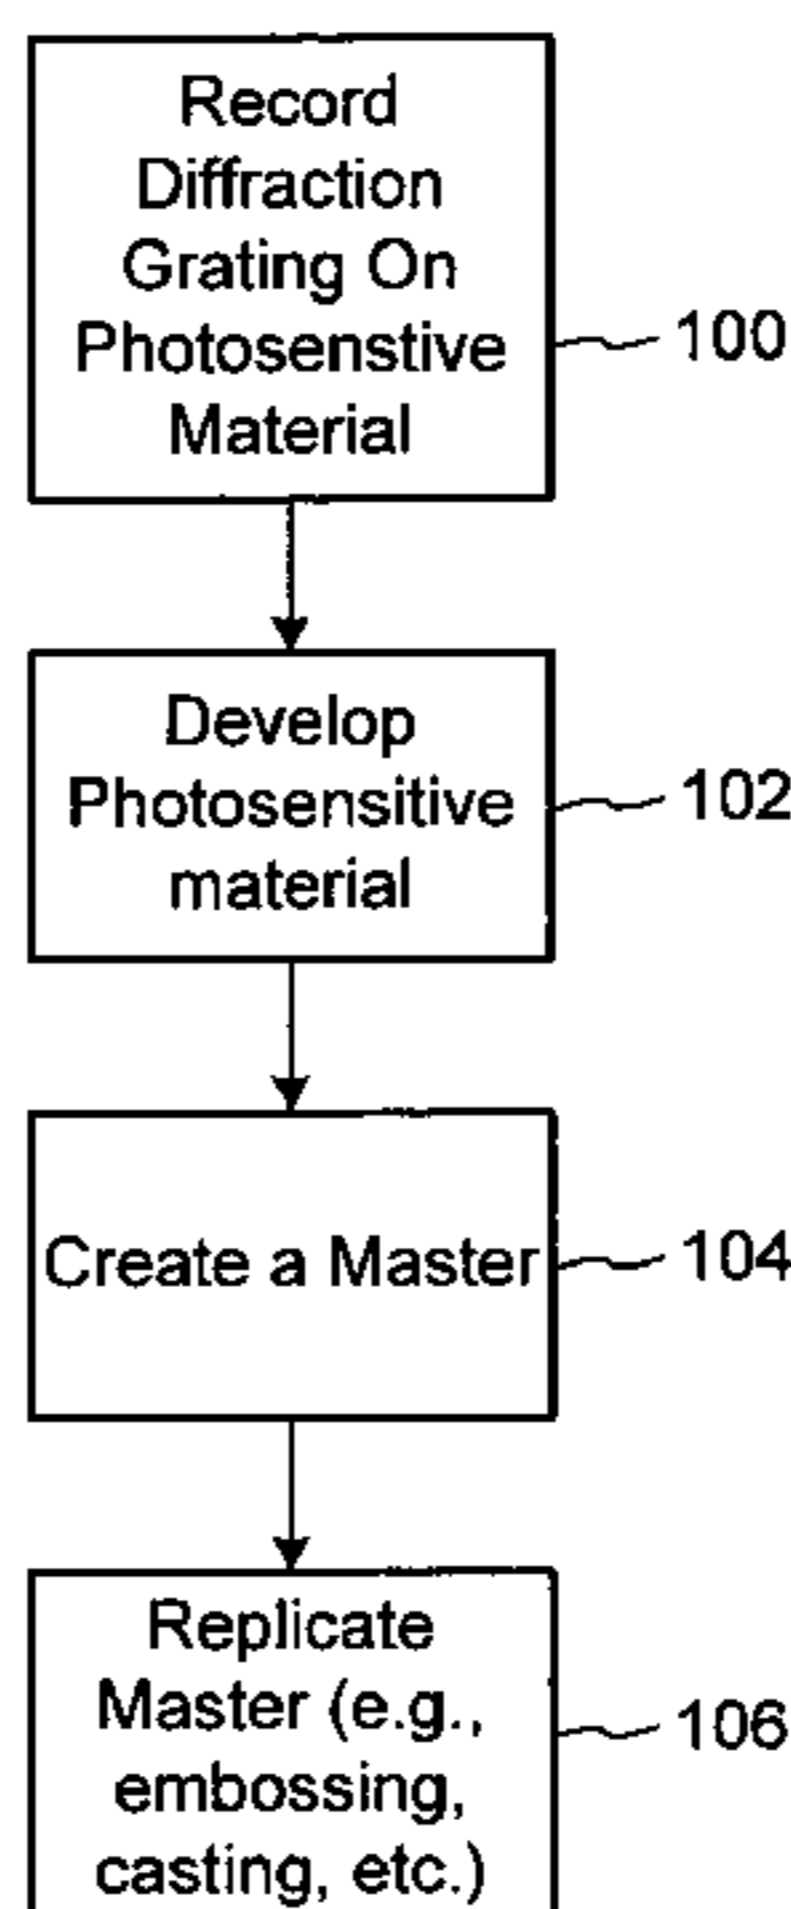 Record
Diffraction
Grating On
Photosenstive
Material
100
Develop
Photosensitive
material
102
Create a Master
104
Replicate
Master (e.g.,
embossing,
casting, etc.)
106